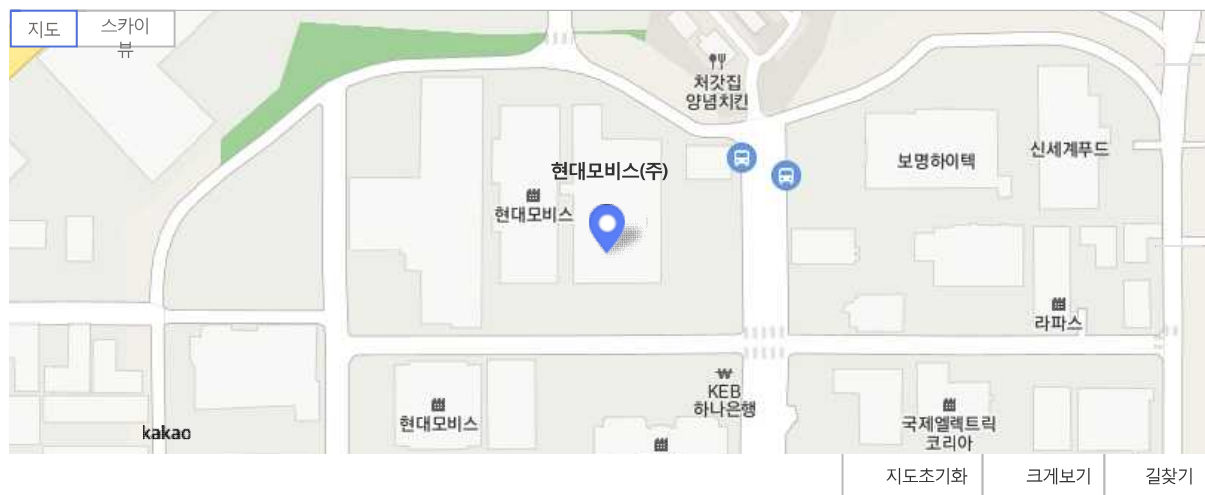 지도
스카이
뷰
처갓집
양념치킨
현대모비스(주)
현대모비스
보명하이텍
신세계푸드
라파스
현대모비스
KEB
하나은행
국제엘렉트릭
코리아
kakao
지도초기화
크게보기
길찾기